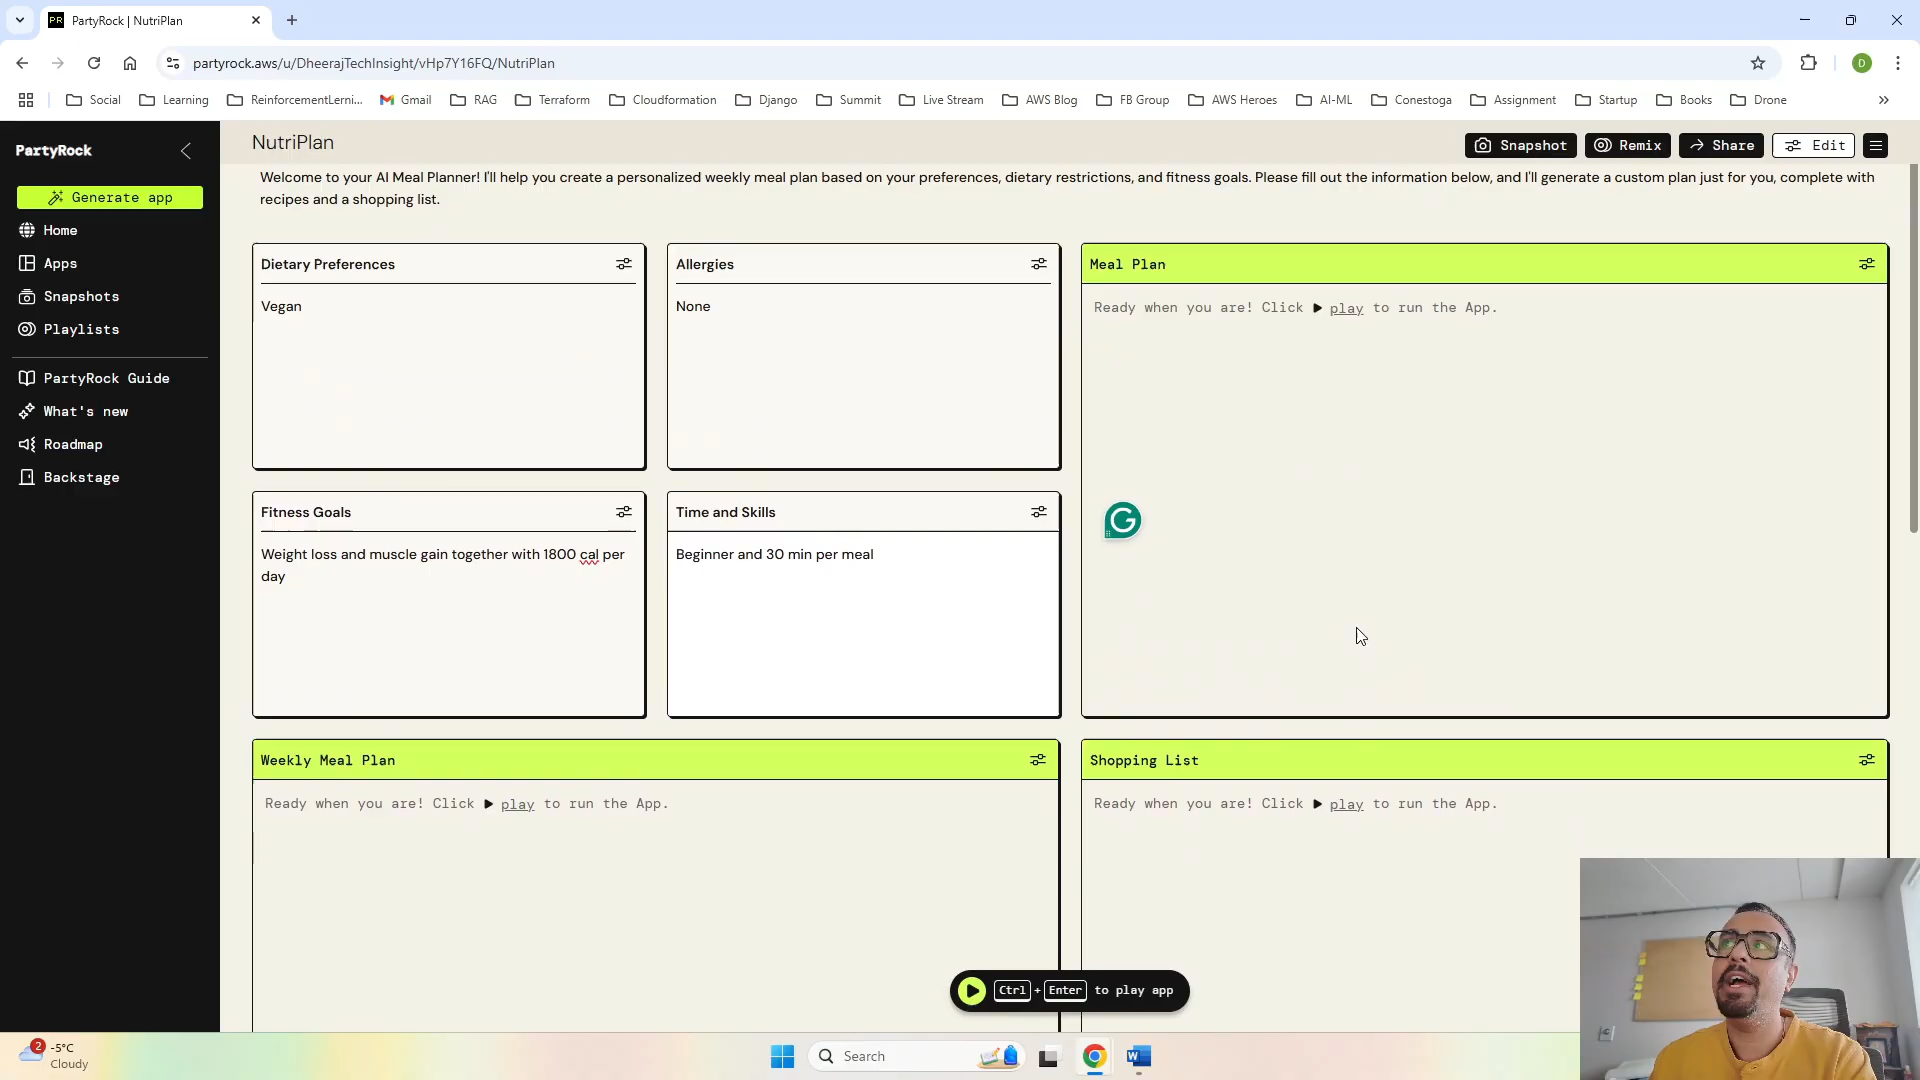 PR PartyRock | NutriPlan
partyrock.aws/u/DheerajTechInsight/vHp7Y16FQ/NutriPlan
D
Social
Learning
ReinforcementLerni...
Gmail
RAG
Terraform
Cloudformation
Django
Summit
Live Stream
AWS Blog
FB Group
AWS Heroes
AI-ML
Conestoga
Assignment
Startup
Books
Drone
PartyRock
Generate app
Home
Apps
Snapshots
Playlists
PartyRock Guide
What's new
Roadmap
Backstage
NutriPlan
Snapshot
Remix
Share
Edit
Welcome to your AI Meal Planner! I'll help you create a personalized weekly meal plan based on your preferences, dietary restrictions, and fitness goals. Please fill out the information below, and I'll generate a custom plan just for you, complete with
recipes and a shopping list.
Dietary Preferences
Vegan
Allergies
None
Meal Plan
Ready when you are! Click play to run the App.
Fitness Goals
Weight loss and muscle gain together with 1800 cal per
day
Time and Skills
Beginner and 30 min per meal
G
Weekly Meal Plan
Ready when you are! Click play to run the App.
Shopping List
Ready when you are! Click play to run the App.
Ctrl + Enter to play app
2
-5°C
Cloudy
Search
W